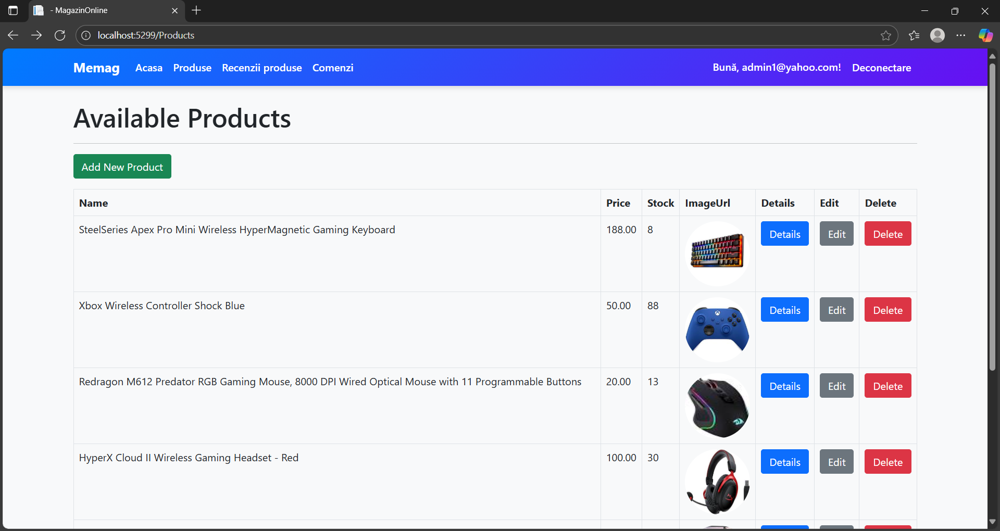 - MagazinOnline
localhost:5299/Products
Memag Acasa Produse Recenzii produse Comenzi Bună, admin1@yahoo.com! Deconectare
Available Products
Add New Product
Name Price Stock ImageUrl Details Edit Delete
SteelSeries Apex Pro Mini Wireless HyperMagnetic Gaming Keyboard 188.00 8 Details Edit Delete
Xbox Wireless Controller Shock Blue 50.00 88 Details Edit Delete
Redragon M612 Predator RGB Gaming Mouse, 8000 DPI Wired Optical Mouse with 11 Programmable Buttons 20.00 13 Details Edit Delete
HyperX Cloud II Wireless Gaming Headset - Red 100.00 30 Details Edit Delete